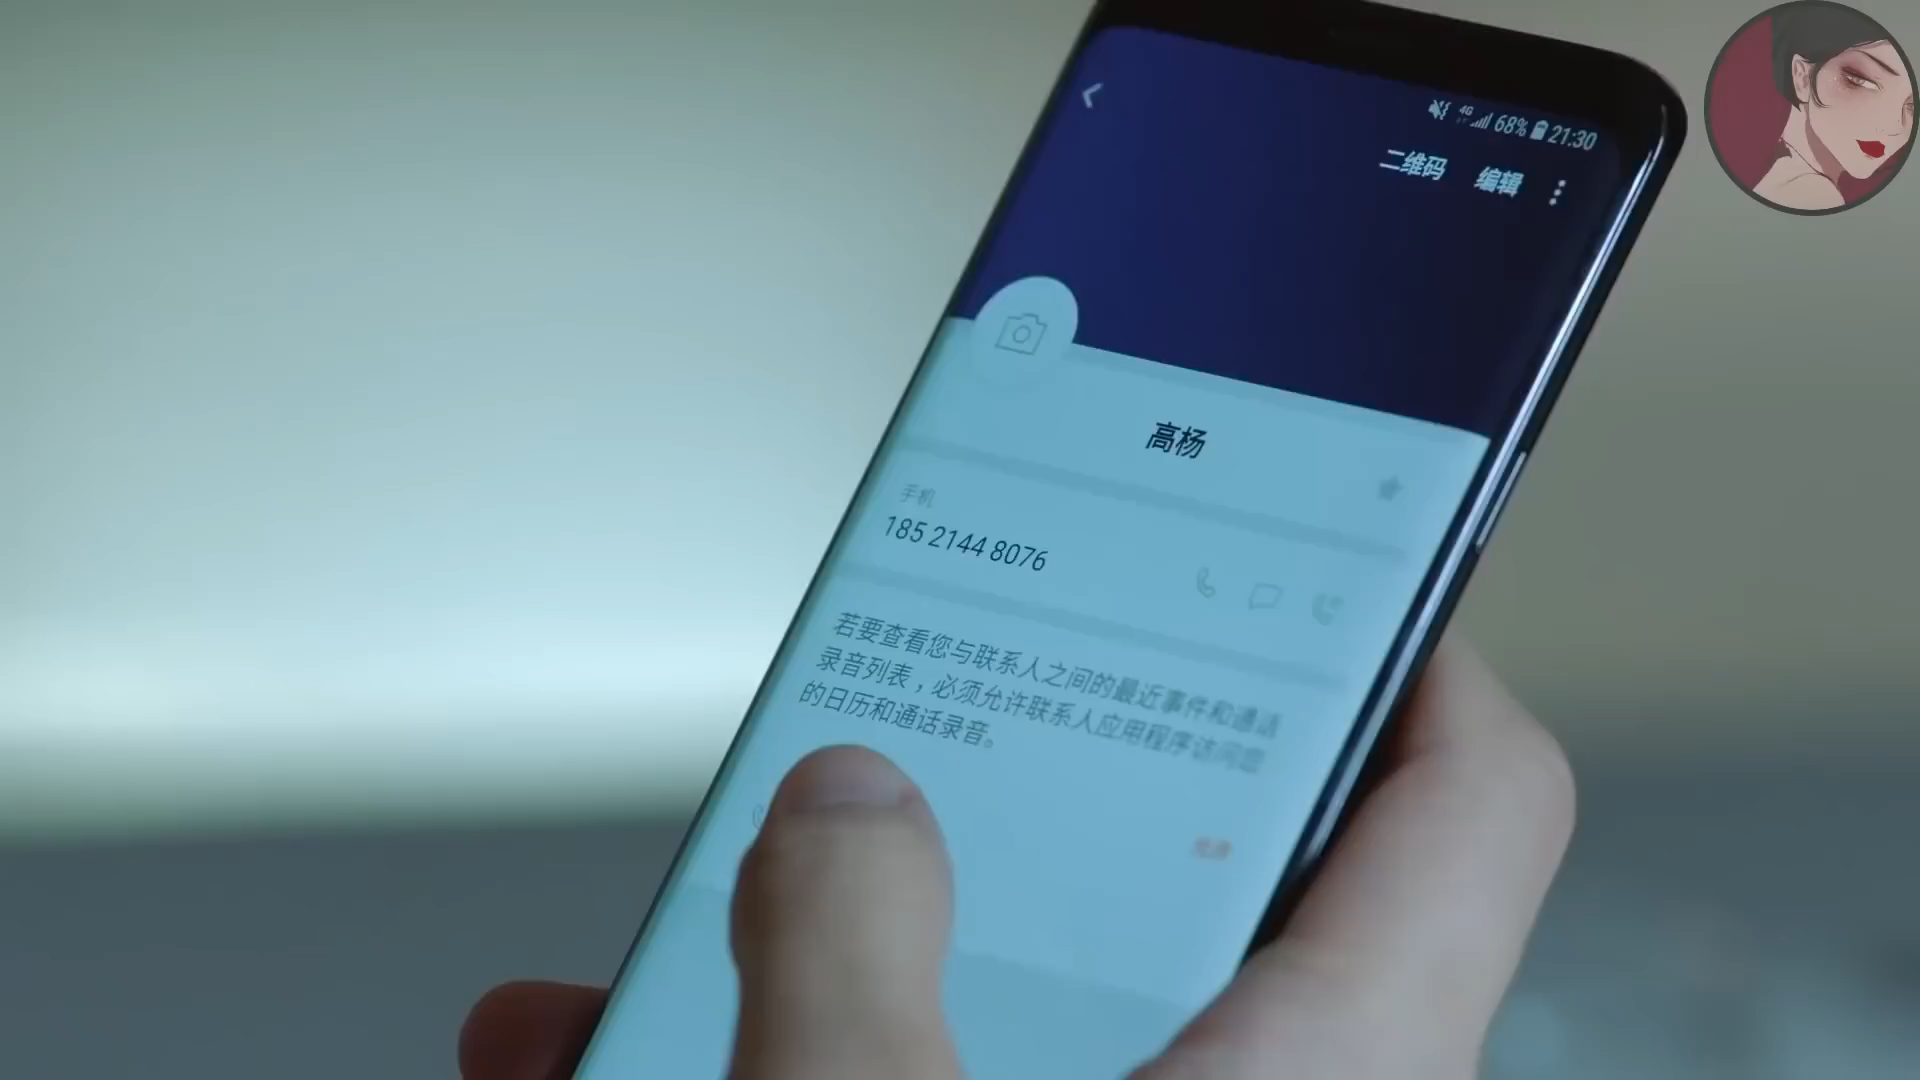 4G 68% 21:30
二维码 编辑
高杨
手机
185 2144 8076
若要查看您与联系人之间的最近事件和通话
录音列表，必须允许联系人应用程序访问您
的日历和通话录音。